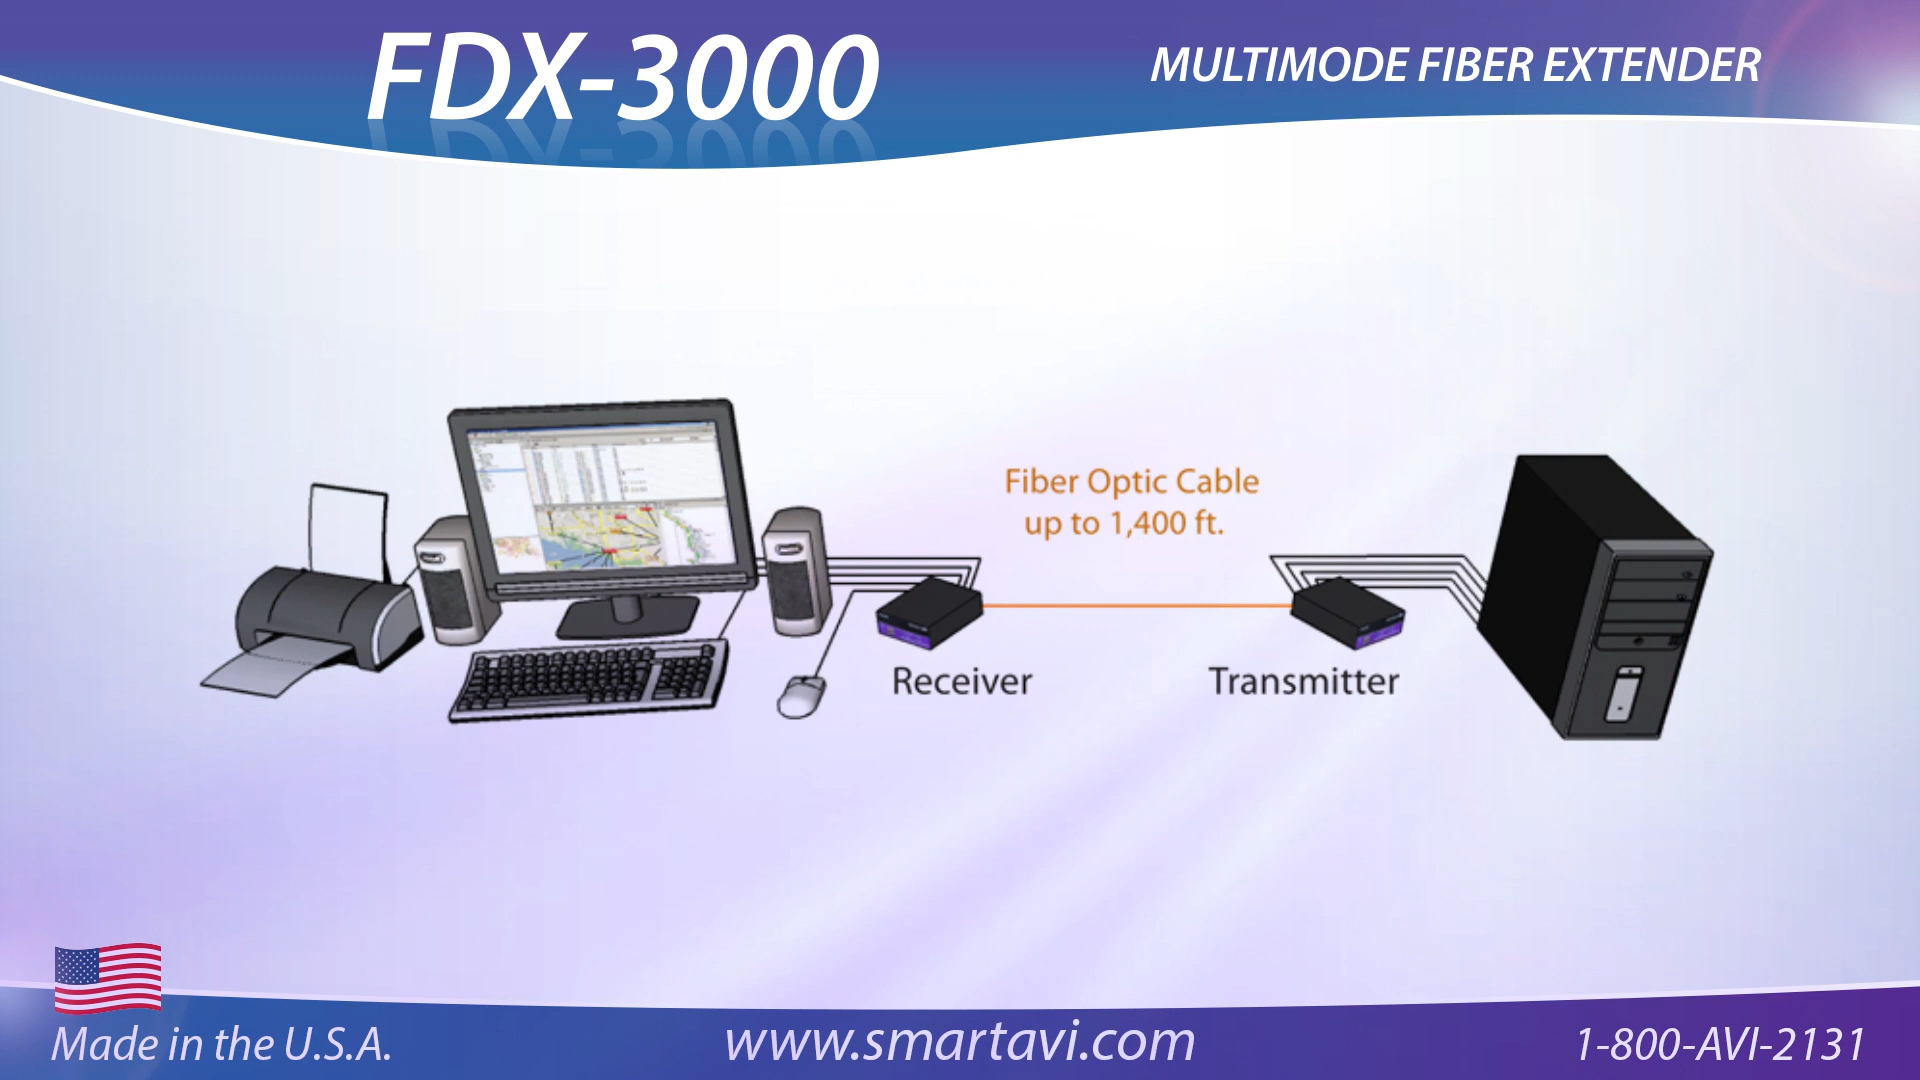 FDX-3000
MULTIMODE FIBER EXTENDER
Fiber Optic Cable
up to 1,400 ft.
Receiver
Transmitter
Made in the U.S.A.
www.smartavi.com
1-800-AVI-2131